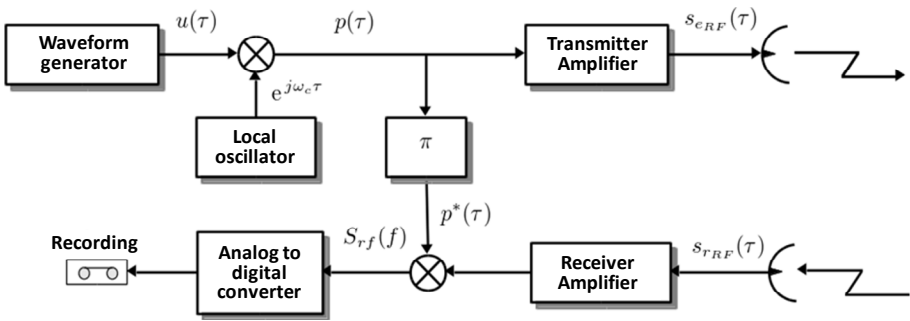 u(τ)
p(τ)
s_{e_{RF}}(τ)
Waveform
generator
Transmitter
Amplifier
e^{jω_cτ}
Local
oscillator
π
p*(τ)
Recording
S_{rf}(f)
s_{r_{RF}}(τ)
Analog to
digital
converter
Receiver
Amplifier